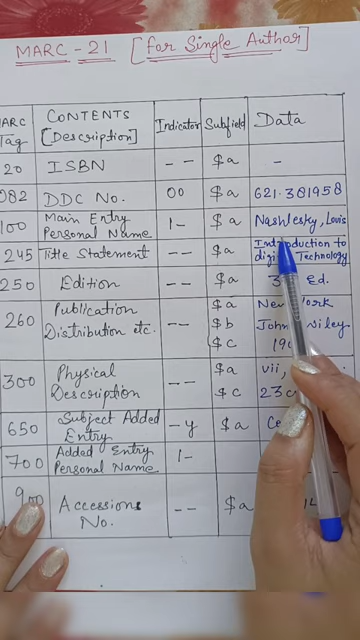 MARC - 21 [for Single Author]
MARC Tag CONTENTS [Description] Indicator Subfield Data
20 ISBN -- $a -
082 DDC No. 00 $a 621.381958
100 Main Entry Personal Name 1- $a Nashlesky, Lovis
245 Title Statement -- $a Introduction to digital Technology
250 Edition -- $a Ed.
260 Publication Distribution etc. -- $a New York
$b John Wiley
$c
300 Physical Description -- $a vii,
$c 23c
650 Subject Added Entry -y $a
700 Added Entry Personal Name 1-
900 Accession No. -- $a